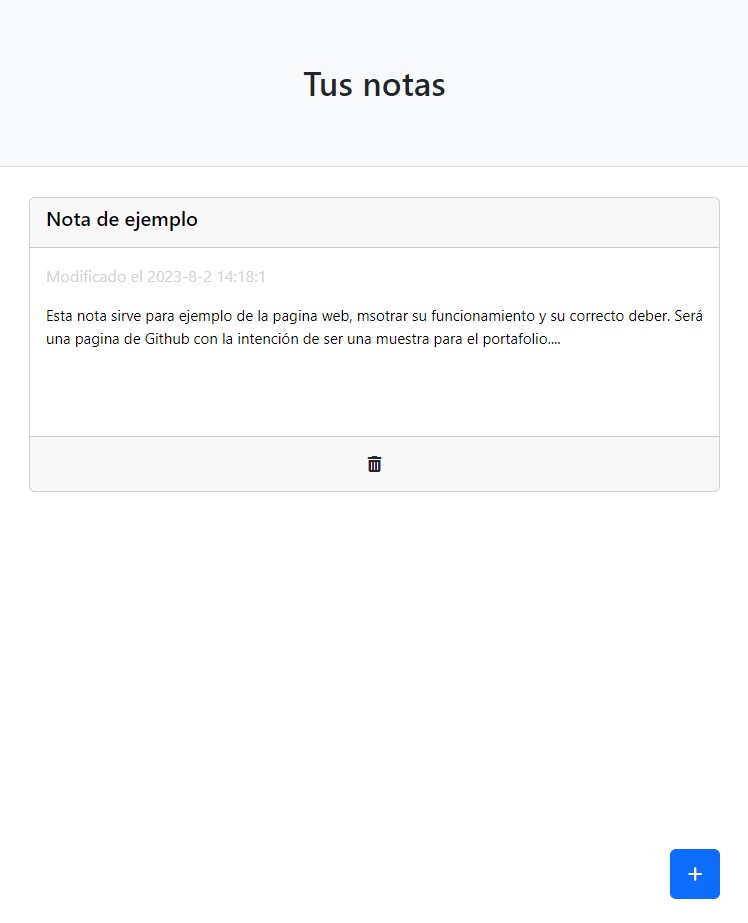 Tus notas
Nota de ejemplo
Modificado el 2023-8-2 14:18:1
Esta nota sirve para ejemplo de la pagina web, msotrar su funcionamiento y su correcto deber. Será
una pagina de Github con la intención de ser una muestra para el portafolio....
+